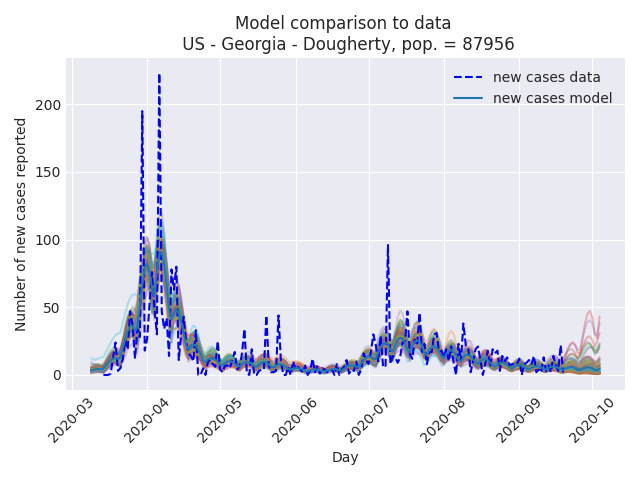 Model comparison to data
US - Georgia - Dougherty, pop. = 87956
new cases data
new cases model
Number of new cases reported
200
150
100
50
0
2020-03
2020-04
2020-05
2020-06
2020-07
2020-08
2020-09
2020-10
Day